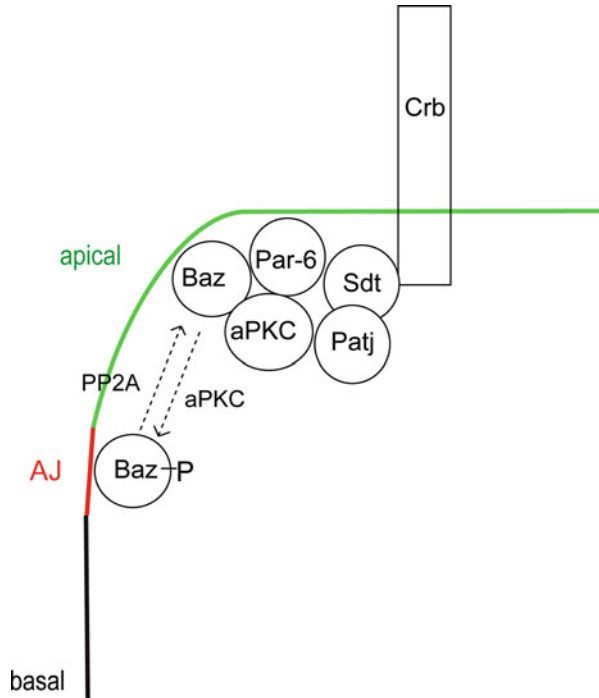 Crb
apical
Par-6
Baz
Sdt
aPKC
Patj
PP2A
aPKC
AJ
Baz-P
basal